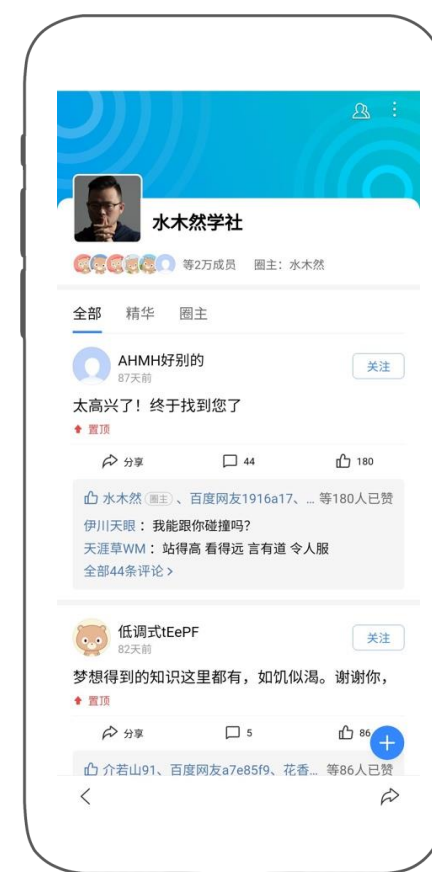 水木然学社
等2万成员 圈主：水木然
全部 精华 圈主
AHMH好别的
87天前
关注
太高兴了！终于找到您了
置顶
分享 44 180
水木然 圈主 、百度网友1916a17、... 等180人已赞
伊川天眼：我能跟你碰撞吗?
天涯草WM：站得高 看得远 言有道 令人服
全部44条评论>
低调式tEePF
82天前
关注
梦想得到的知识这里都有，如饥似渴。谢谢你，
置顶
分享 5 86
介若山91、百度网友a7e85f9、花香... 等86人已赞